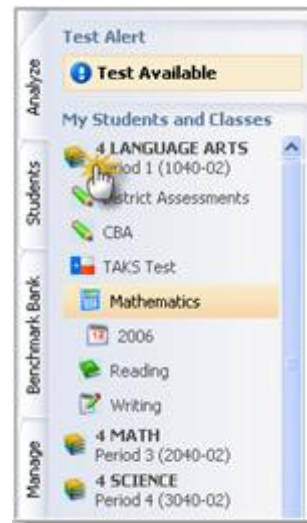 Test Alert
Test Available
My Students and Classes
4 LANGUAGE ARTS
Period 1 (1040-02)
District Assessments
CBA
TAKS Test
Mathematics
2006
Reading
Writing
4 MATH
Period 3 (2040-02)
4 SCIENCE
Period 4 (3040-02)
Analyze
Students
Benchmark Bank
Manage